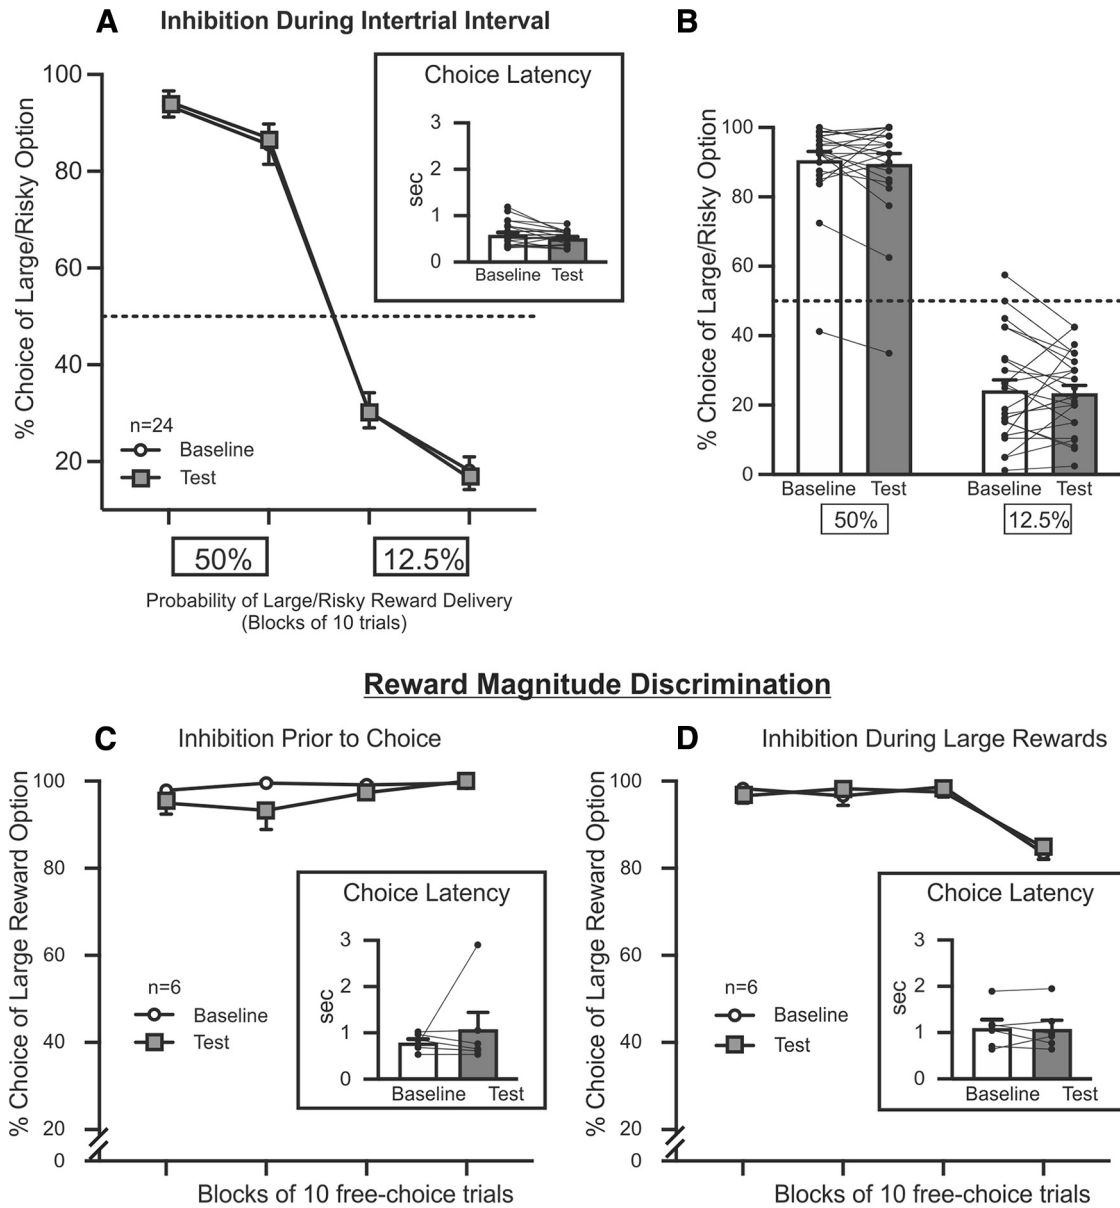 A
Inhibition During Intertrial Interval
% Choice of Large/Risky Option
100
80
60
40
20
Choice Latency
sec
3
2
1
0
Baseline Test
n=24
Baseline
Test
50%
12.5%
Probability of Large/Risky Reward Delivery
(Blocks of 10 trials)
B
% Choice of Large/Risky Option
100
80
60
40
20
0
Baseline Test Baseline Test
50% 12.5%
Reward Magnitude Discrimination
C
Inhibition Prior to Choice
% Choice of Large Reward Option
100
80
60
40
20
0
Choice Latency
sec
3
2
1
0
Baseline Test
n=6
Baseline
Test
Blocks of 10 free-choice trials
D
Inhibition During Large Rewards
% Choice of Large Reward Option
100
80
60
40
20
0
Choice Latency
sec
3
2
1
0
Baseline Test
n=6
Baseline
Test
Blocks of 10 free-choice trials